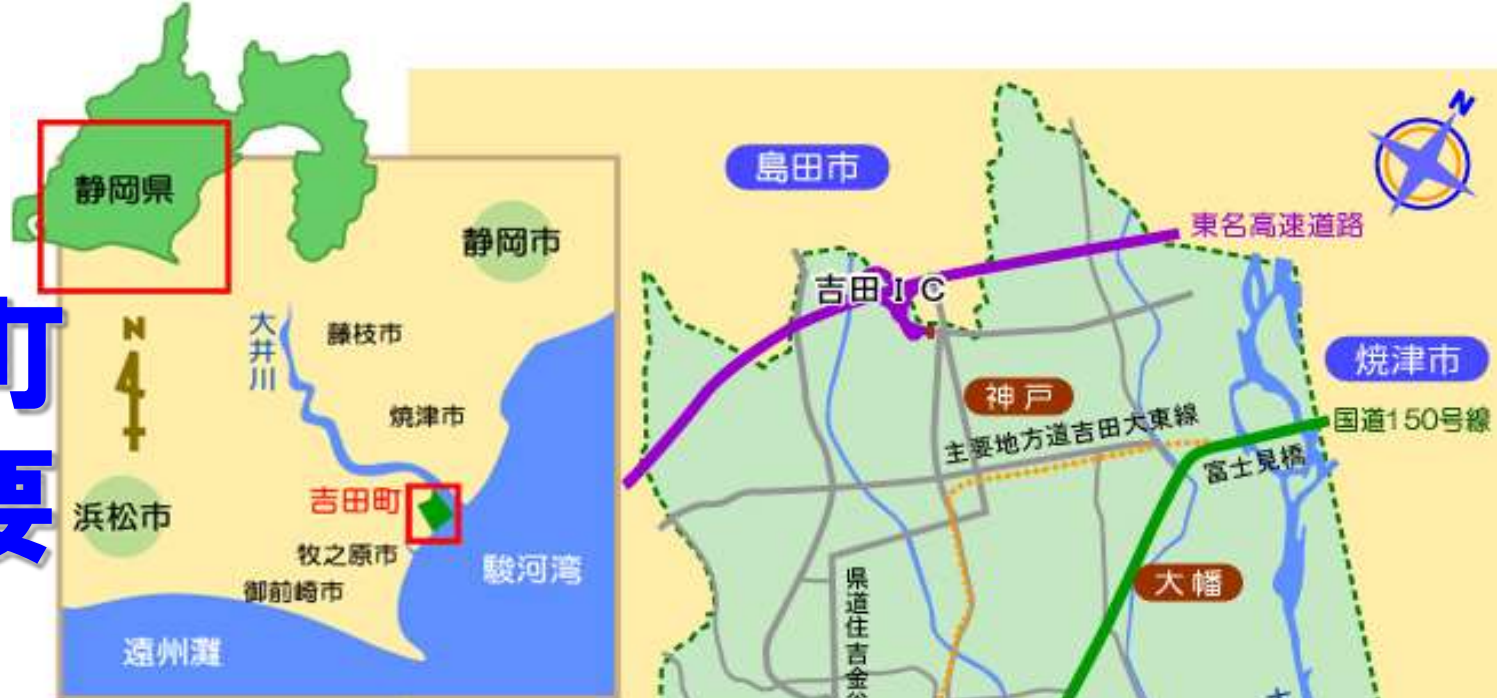 静岡県
静岡市
N
大井川
藤枝市
焼津市
吉田町
浜松市
牧之原市
御前崎市
駿河湾
遠州灘
町
要
島田市
N
東名高速道路
吉田IC
焼津市
神戸
国道150号線
主要地方道吉田大東線
富士見橋
大幡
県道住吉金谷